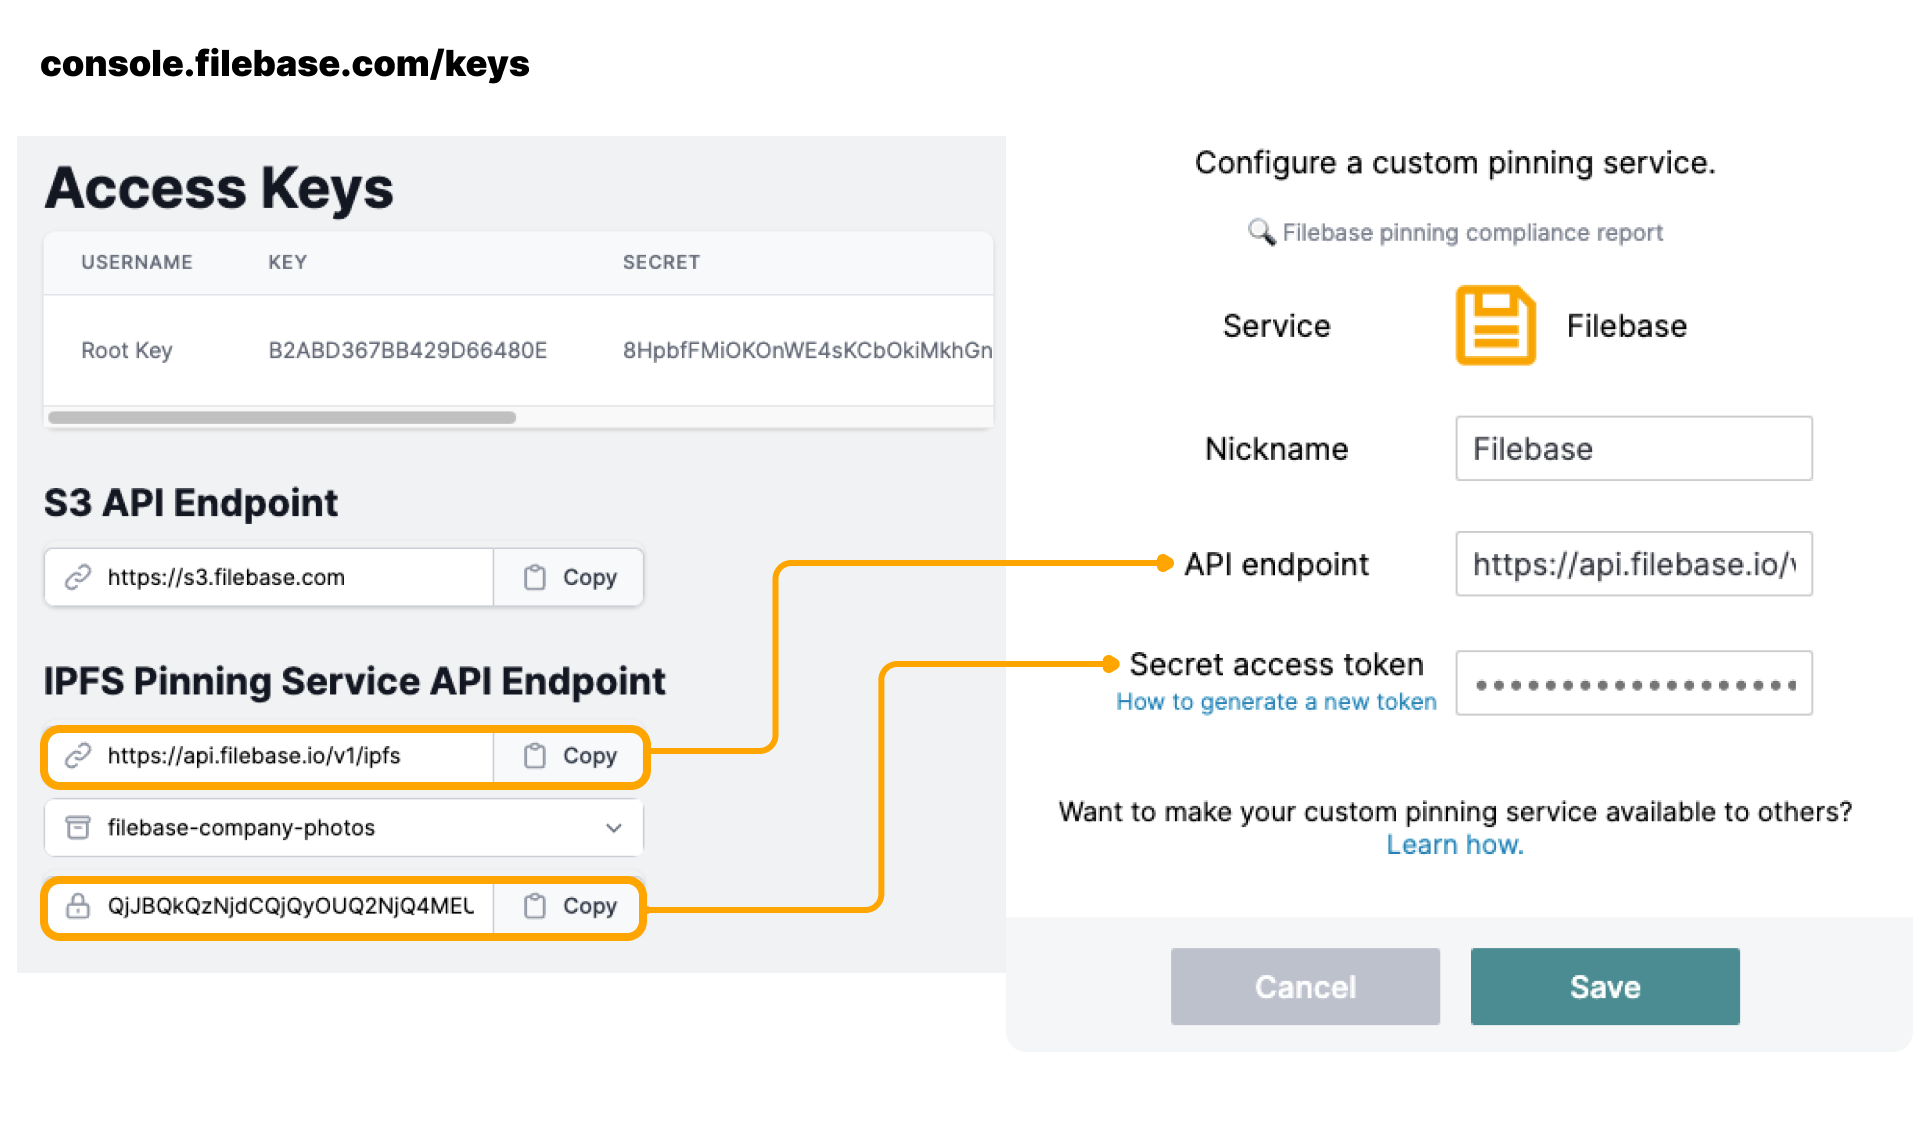 console.filebase.com/keys
Access Keys
USERNAME KEY SECRET
Root Key B2ABD367BB429D66480E 8HpbfFMiOKOnWE4sKCbOkiMkhGn
S3 API Endpoint
https://s3.filebase.com Copy
IPFS Pinning Service API Endpoint
https://api.filebase.io/v1/ipfs Copy
filebase-company-photos
QjJBQkQzNjdCQjQyOUQ2NjQ4MEU Copy
Configure a custom pinning service.
Filebase pinning compliance report
Service Filebase
Nickname Filebase
API endpoint https://api.filebase.io/v
Secret access token
How to generate a new token
Want to make your custom pinning service available to others?
Learn how.
Cancel Save